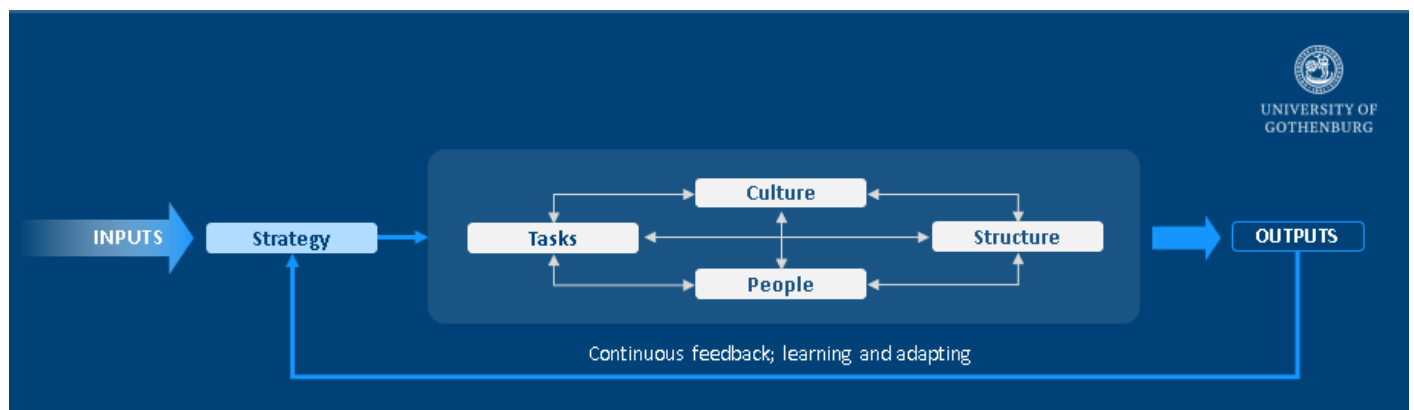 UNIVERSITY OF
GOTHENBURG
Culture
INPUTS
Strategy
Tasks
Structure
OUTPUTS
People
Continuous feedback; learning and adapting